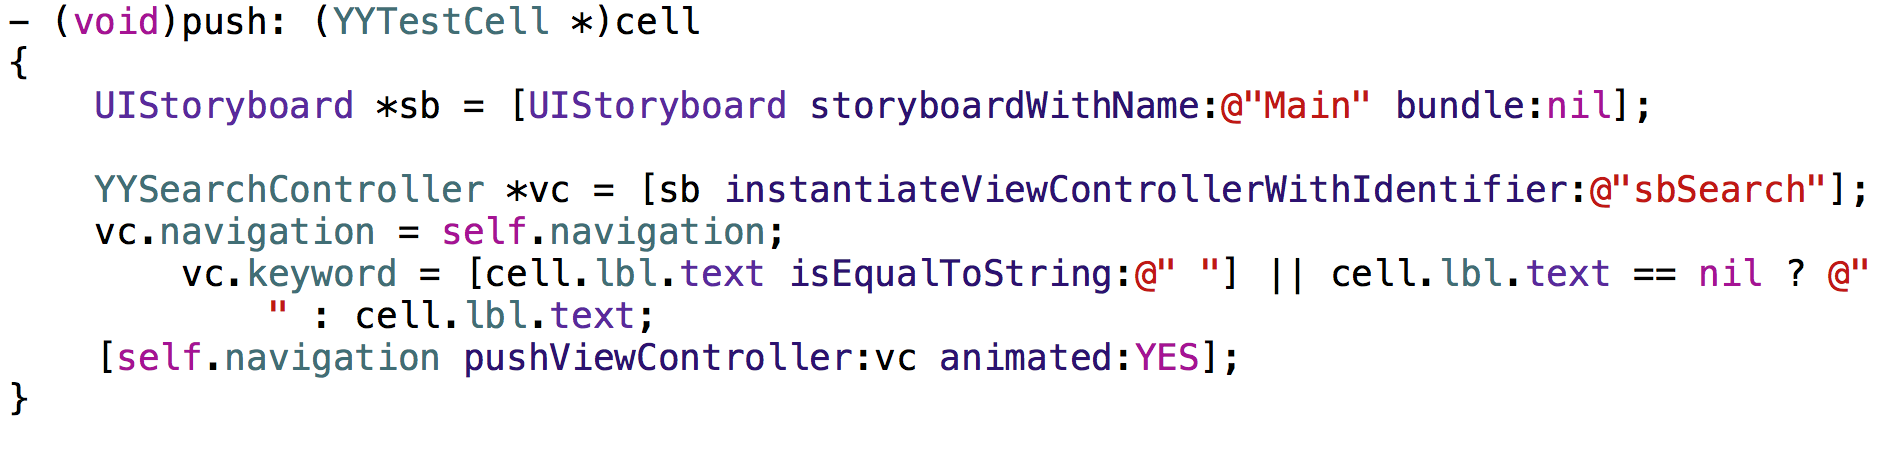 - (void)push: (YYTestCell *)cell
{
    UIStoryboard *sb = [UIStoryboard storyboardWithName:@"Main" bundle:nil];

    YYSearchController *vc = [sb instantiateViewControllerWithIdentifier:@"sbSearch"];
    vc.navigation = self.navigation;
        vc.keyword = [cell.lbl.text isEqualToString:@" "] || cell.lbl.text == nil ? @"
            " : cell.lbl.text;
    [self.navigation pushViewController:vc animated:YES];
}